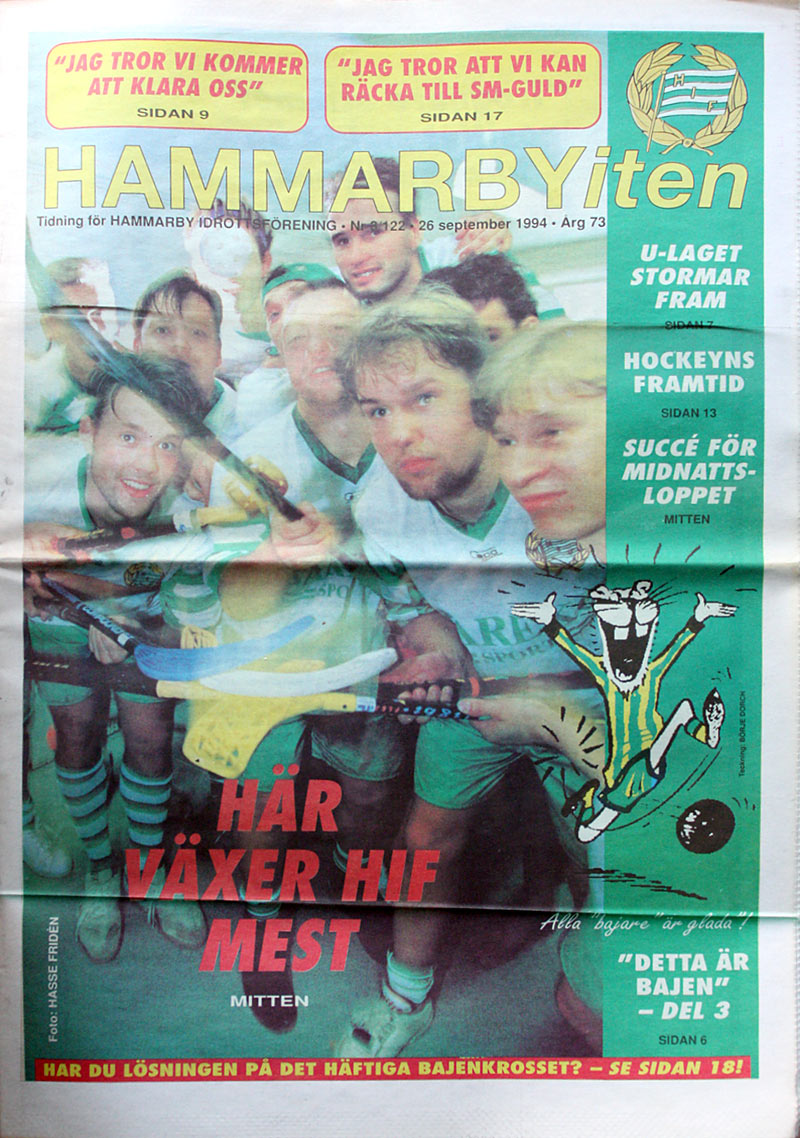 "JAG TROR VI KOMMER
ATT KLARA OSS"
SIDAN 9
"JAG TROR ATT VI KAN
RÄCKA TILL SM-GULD"
SIDAN 17
HIF
HAMMARBYiten
Tidning för HAMMARBY IDROTTSFÖRENING • Nr 8/122 • 26 september 1994 • Årg 73
U-LAGET
STORMAR
FRAM
SIDAN 7
HOCKEYNS
FRAMTID
SIDAN 13
SUCCÉ FÖR
MIDNATTS-
LOPPET
MITTEN
Teckning: BÖRJE DORCH
HÄR
VÄXER HIF
MEST
MITTEN
Foto: HASSE FRIDÉN
Alla "bajare" är glada"!
"DETTA ÄR
BAJEN"
– DEL 3
SIDAN 6
HAR DU LÖSNINGEN PÅ DET HÄFTIGA BAJENKROSSET? – SE SIDAN 18!